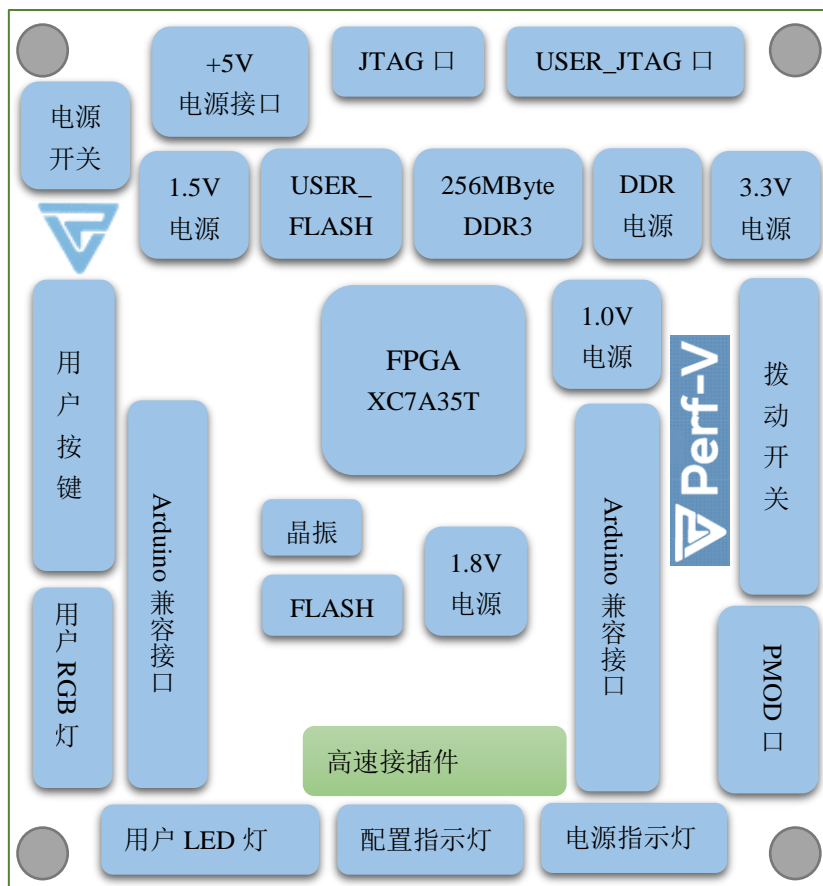 +5V
电源接口
JTAG 口
USER_JTAG 口
电源
开关
1.5V
电源
USER_
FLASH
256MByte
DDR3
DDR
电源
3.3V
电源
用户按键
FPGA
XC7A35T
1.0V
电源
Perf-V
拨动开关
Arduino 兼容接口
晶振
FLASH
1.8V
电源
Arduino 兼容接口
用户 RGB 灯
PMOD 口
高速接插件
用户 LED 灯
配置指示灯
电源指示灯